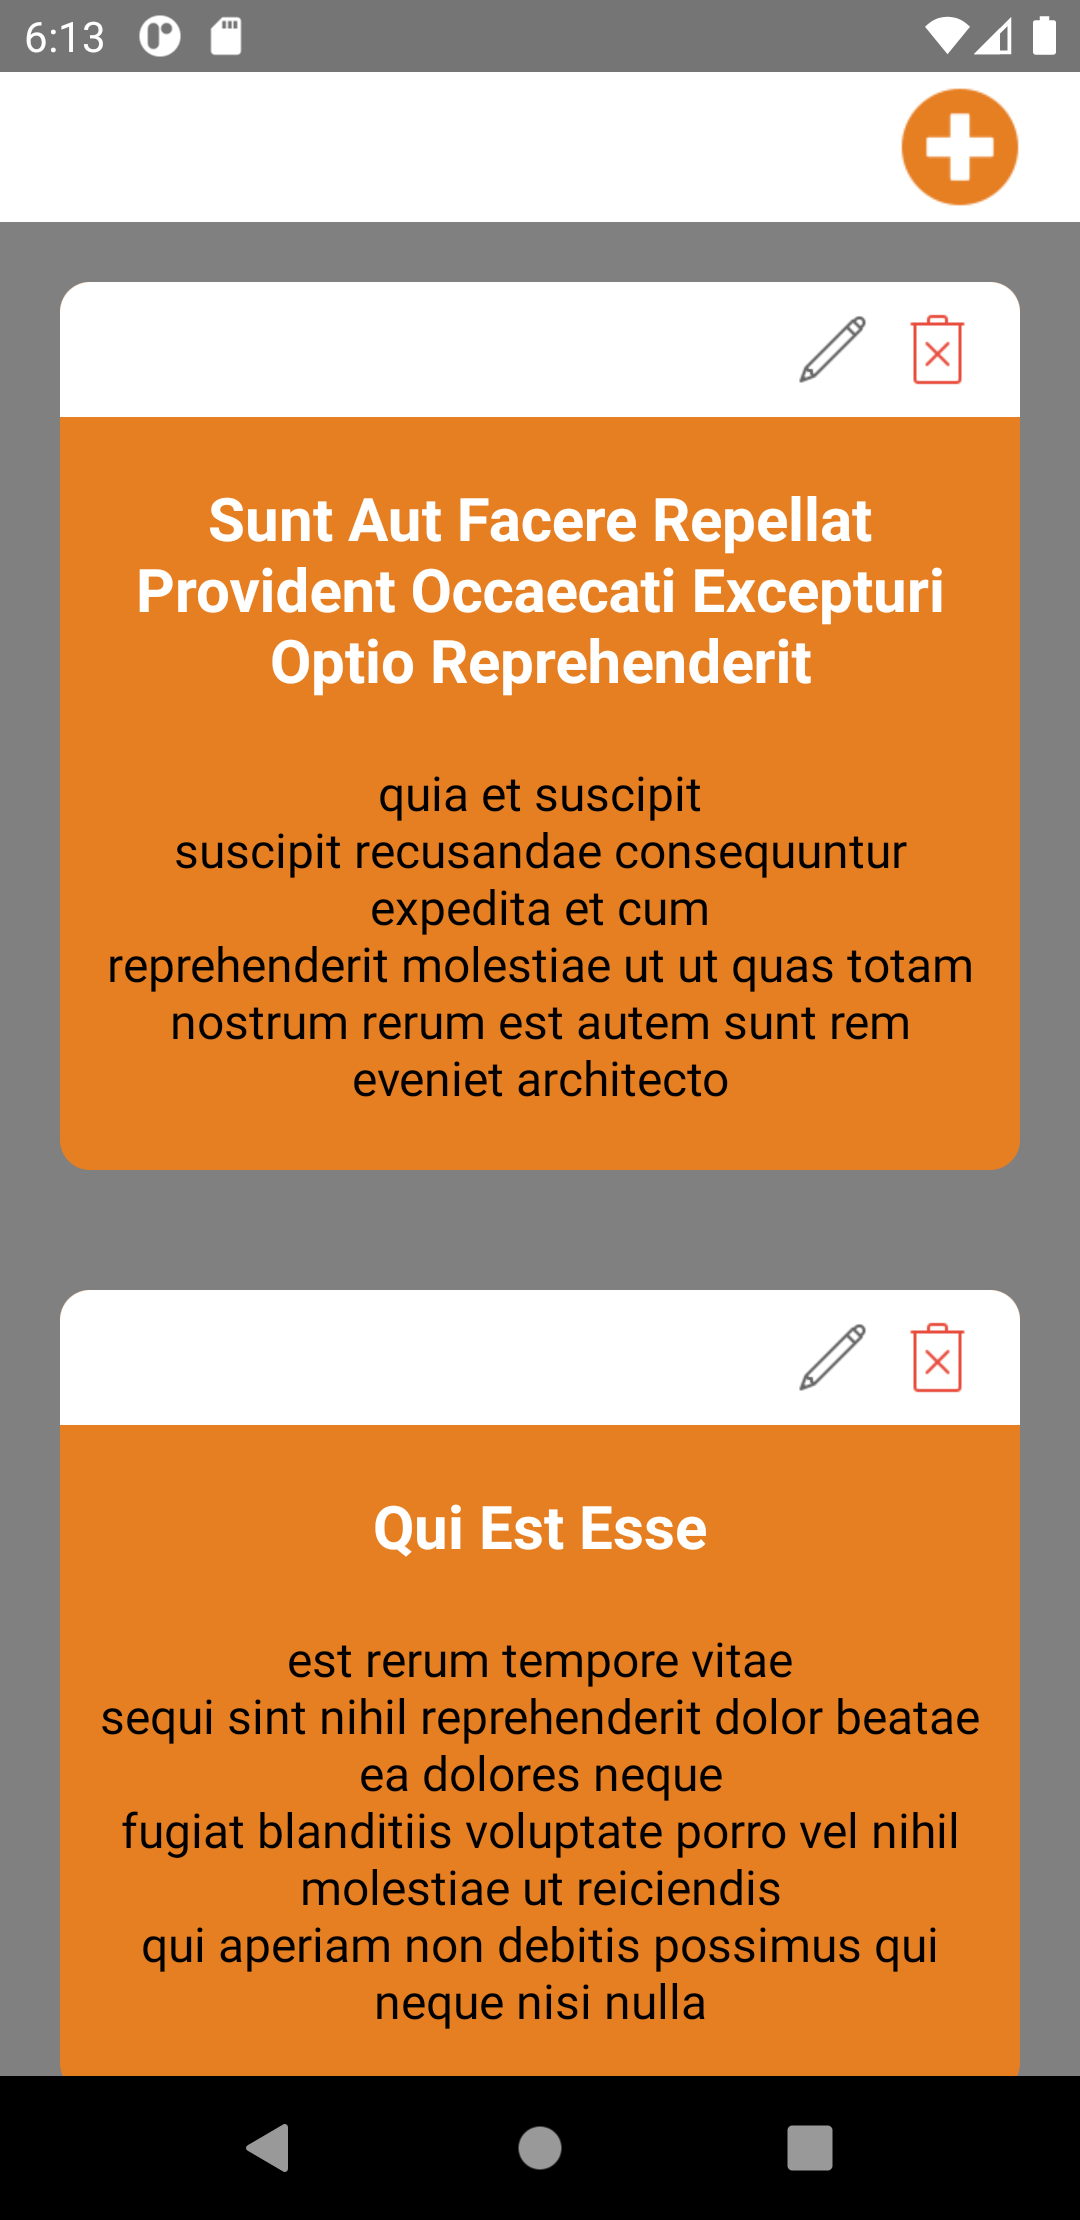 6:13
Sunt Aut Facere Repellat
Provident Occaecati Excepturi
Optio Reprehenderit
quia et suscipit
suscipit recusandae consequuntur
expedita et cum
reprehenderit molestiae ut ut quas totam
nostrum rerum est autem sunt rem
eveniet architecto
Qui Est Esse
est rerum tempore vitae
sequi sint nihil reprehenderit dolor beatae
ea dolores neque
fugiat blanditiis voluptate porro vel nihil
molestiae ut reiciendis
qui aperiam non debitis possimus qui
neque nisi nulla